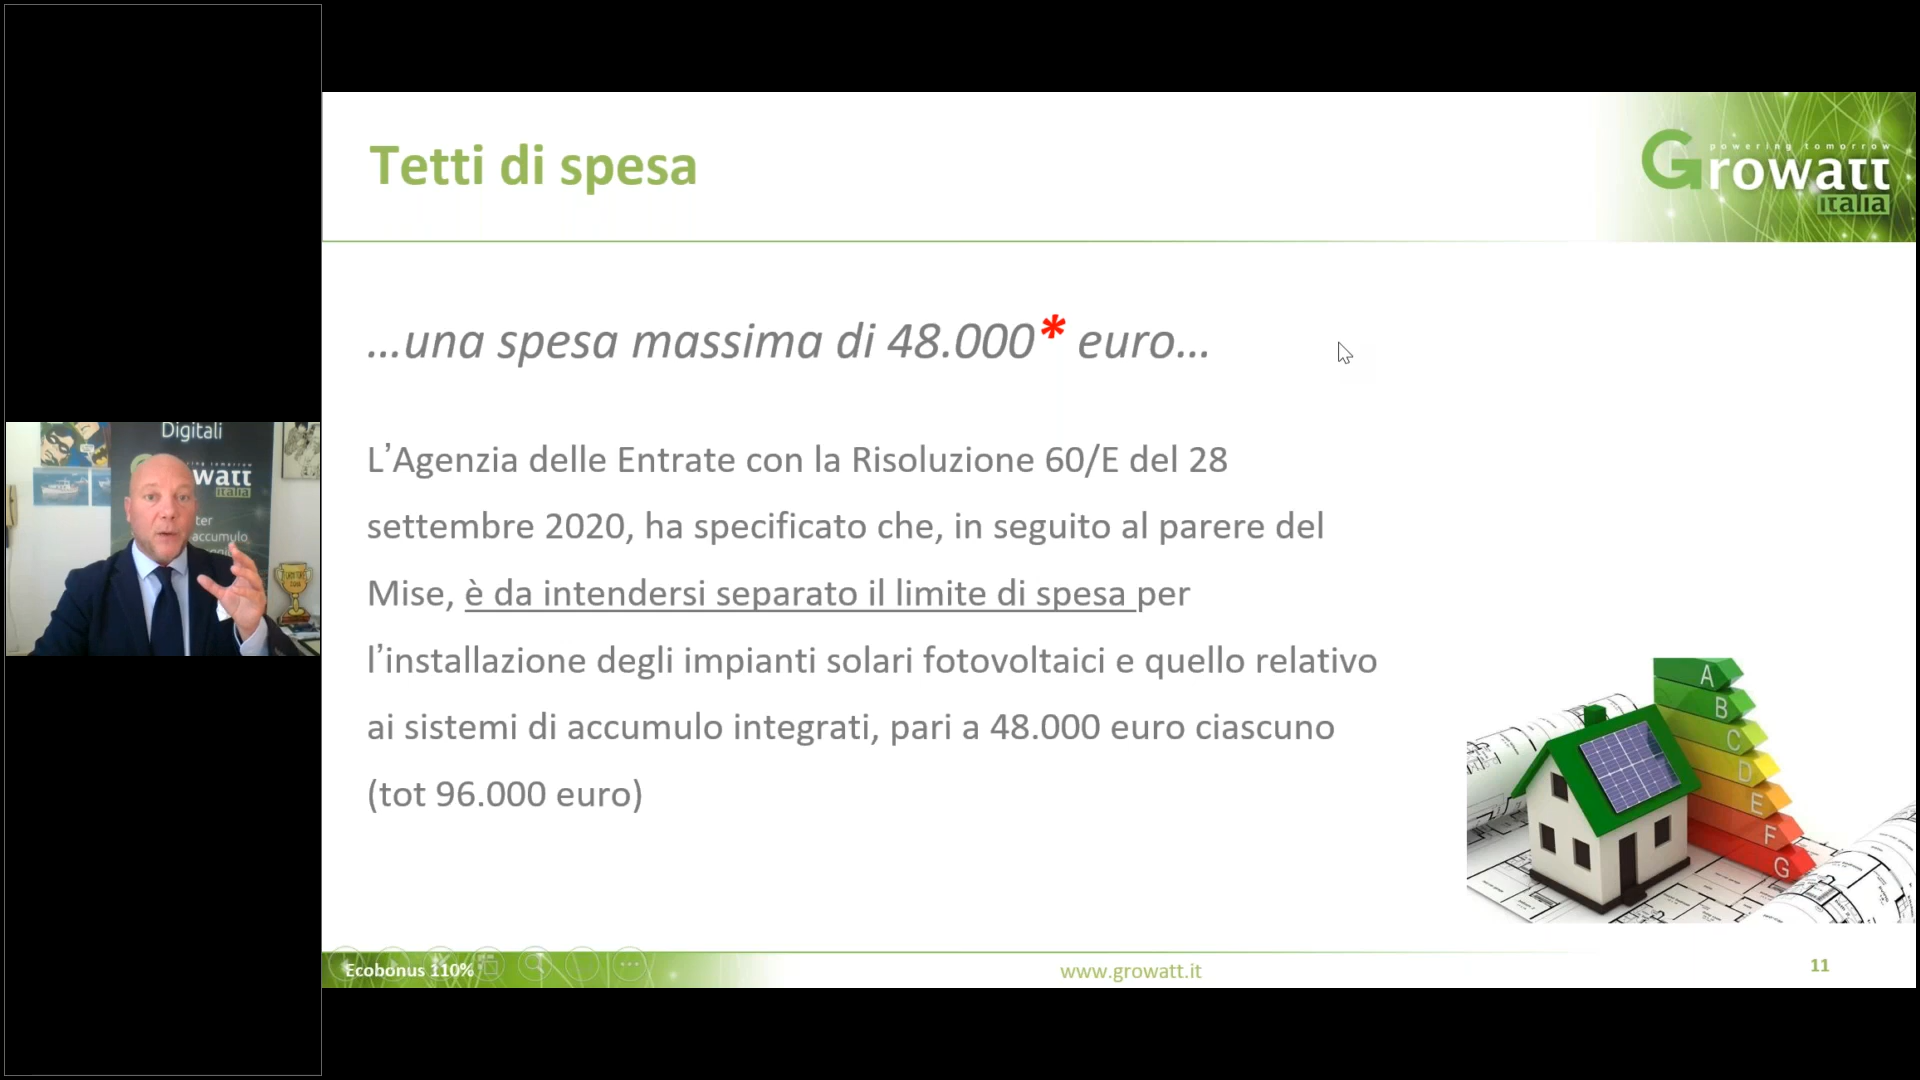 Tetti di spesa
powering tomorrow
Growatt
italia
...una spesa massima di 48.000* euro...
L’Agenzia delle Entrate con la Risoluzione 60/E del 28
settembre 2020, ha specificato che, in seguito al parere del
Mise, è da intendersi separato il limite di spesa per
l’installazione degli impianti solari fotovoltaici e quello relativo
ai sistemi di accumulo integrati, pari a 48.000 euro ciascuno
(tot 96.000 euro)
A
B
C
D
E
F
G
Ecobonus 110%
www.growatt.it
11
Digitali
watt
italia
ter
accumulo